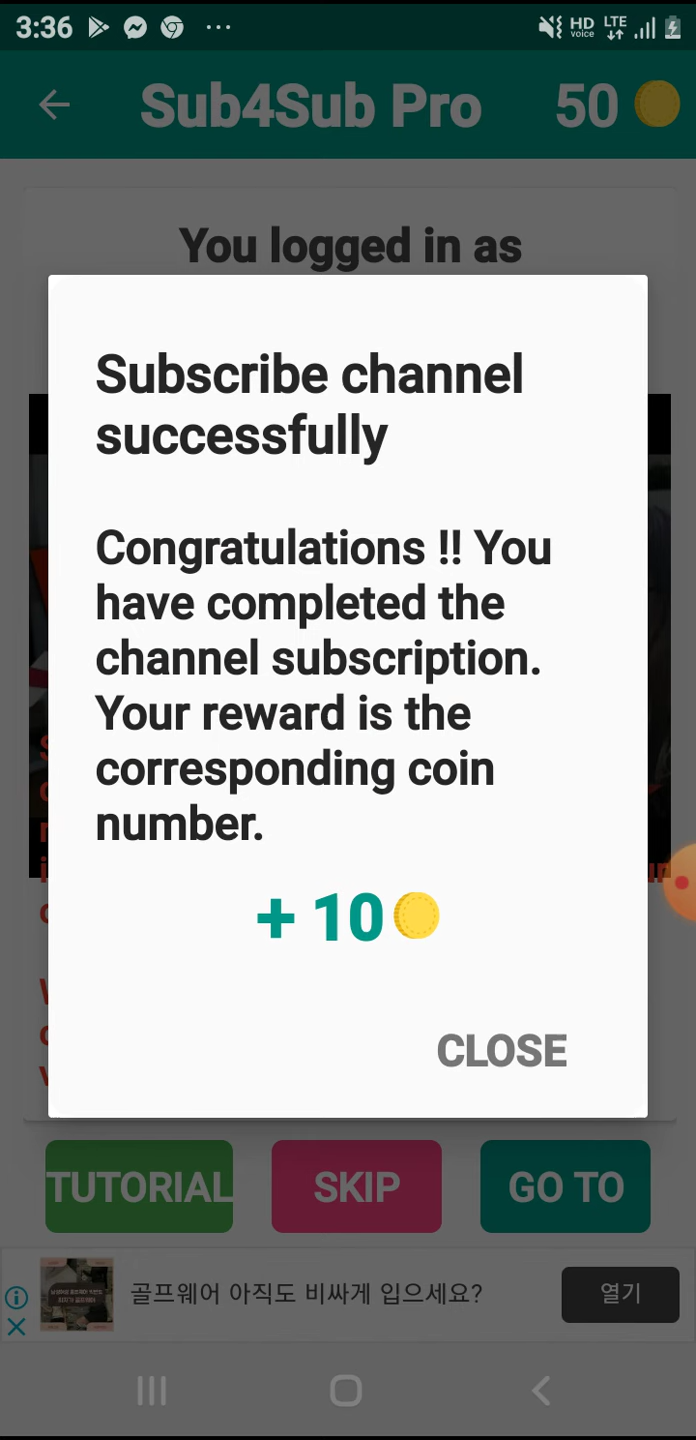 3:36
HD voice LTE
Sub4Sub Pro 50
You logged in as
Subscribe channel
successfully
Congratulations !! You
have completed the
channel subscription.
Your reward is the
corresponding coin
number.
+ 10
CLOSE
TUTORIAL SKIP GO TO
골프웨어 아직도 비싸게 입으세요?
열기